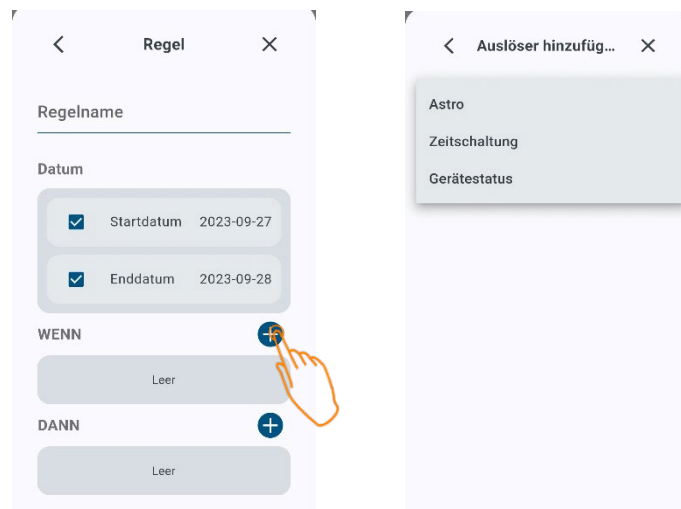 Regel
Regelname
Datum
Startdatum 2023-09-27
Enddatum 2023-09-28
WENN
Leer
DANN
Leer
Auslöser hinzufüg...
Astro
Zeitschaltung
Gerätestatus